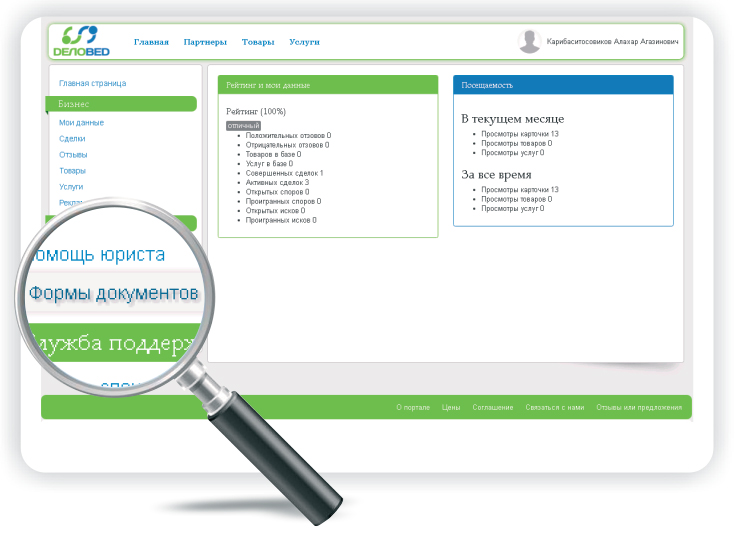 ДЕЛОВЕД
Главная Партнеры Товары Услуги
Карибаситосовиков Алахар Агазинович
Главная страница
Бизнес
Мои данные
Сделки
Отзывы
Товары
Услуги
Рекла
омощь юриста
Формы документов
лужба поддерж
Рейтинг и мои данные
Рейтинг (100%)
отличный
Положительных отзовов 0
Отрицательных отзовов 0
Товаров в базе 0
Услуг в базе 0
Совершенных сделок 1
Активных сделок 3
Открытых споров 0
Проигранных споров 0
Открытых исков 0
Проигранных исков 0
Посещаемость
В текущем месяце
Просмотры карточки 13
Просмотры товаров 0
Просмотры услуг 0
За все время
Просмотры карточки 13
Просмотры товаров 0
Просмотры услуг 0
О портале Цены Соглашение Связаться с нами Отзывы или предложения